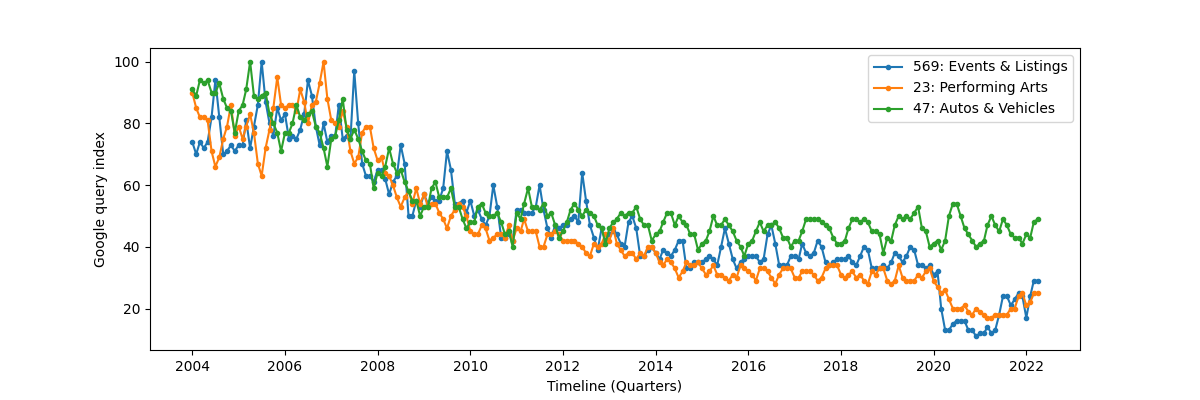 569: Events & Listings
23: Performing Arts
47: Autos & Vehicles
Google query index
100
80
60
40
20
2004 2006 2008 2010 2012 2014 2016 2018 2020 2022
Timeline (Quarters)